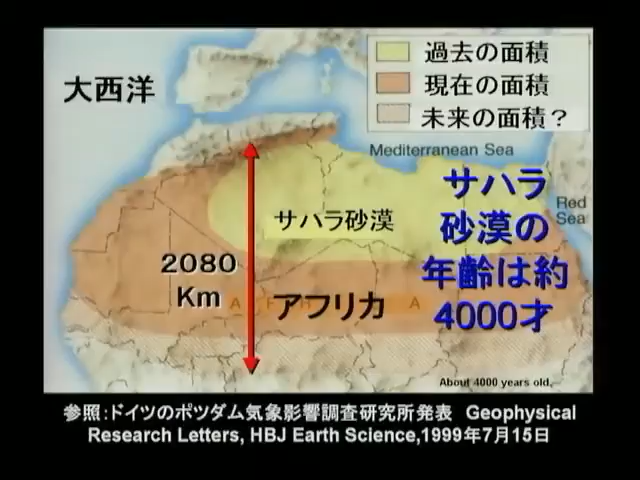 大西洋
過去の面積
現在の面積
未来の面積？
Mediterranean Sea
サハラ
砂漠の
年齢は約
4000才
Red
Sea
サハラ砂漠
2080
Km
アフリカ
A F R A
About 4000 years old.
参照：ドイツのポツダム気象影響調査研究所発表 Geophysical
Research Letters, HBJ Earth Science,1999年7月15日